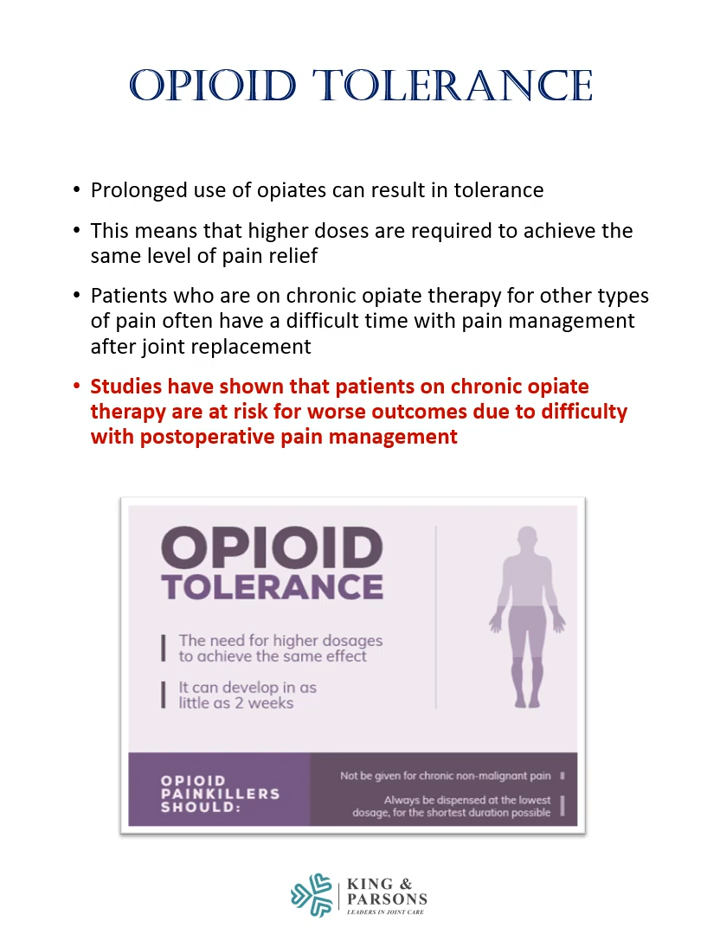 OPIOID TOLERANCE
• Prolonged use of opiates can result in tolerance
• This means that higher doses are required to achieve the
same level of pain relief
• Patients who are on chronic opiate therapy for other types
of pain often have a difficult time with pain management
after joint replacement
• Studies have shown that patients on chronic opiate
therapy are at risk for worse outcomes due to difficulty
with postoperative pain management
OPIOID
TOLERANCE
The need for higher dosages
to achieve the same effect
It can develop in as
little as 2 weeks
OPIOID
PAINKILLERS
SHOULD:
Not be given for chronic non-malignant pain
Always be dispensed at the lowest
dosage, for the shortest duration possible
KING &
PARSONS
LEADERS IN JOINT CARE